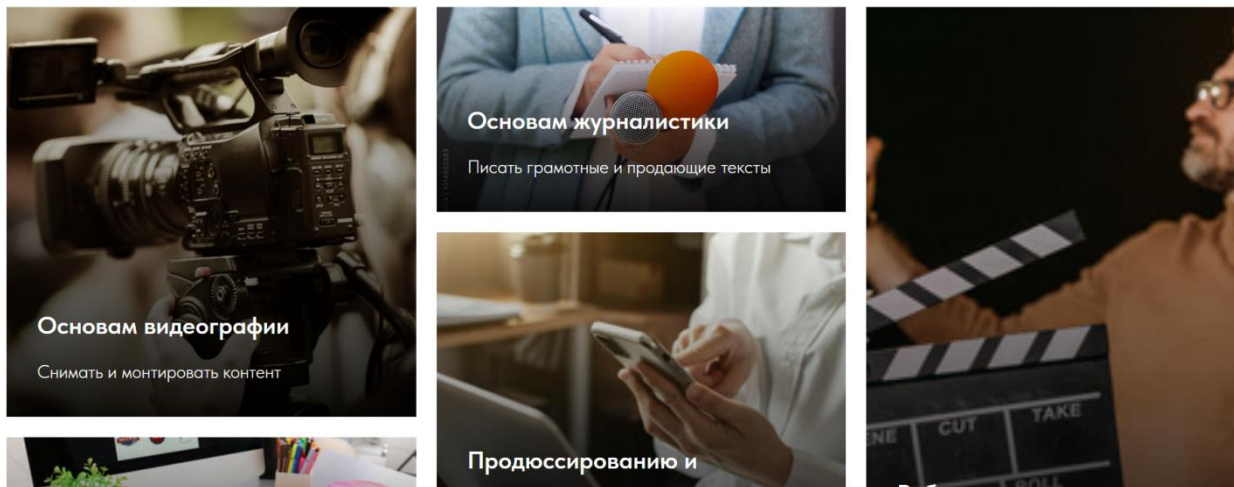 Основам видеографии
Снимать и монтировать контент
Основам журналистики
Писать грамотные и продающие тексты
Продюссированию и
CUT
TAKE